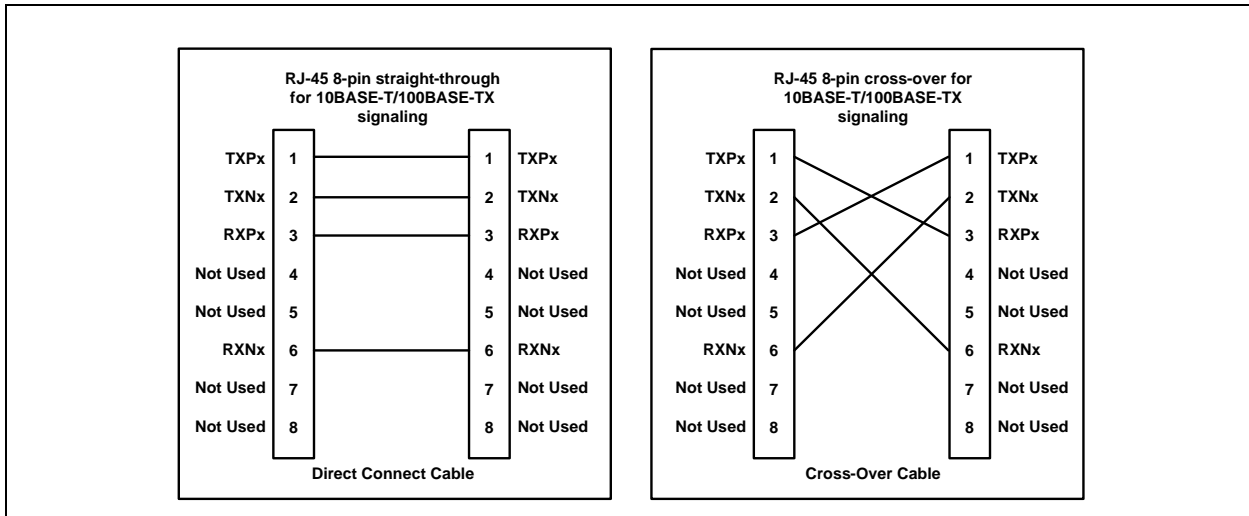 RJ-45 8-pin straight-through
for 10BASE-T/100BASE-TX
signaling
TXPx 1 1 TXPx
TXNx 2 2 TXNx
RXPx 3 3 RXPx
Not Used 4 4 Not Used
Not Used 5 5 Not Used
RXNx 6 6 RXNx
Not Used 7 7 Not Used
Not Used 8 8 Not Used
Direct Connect Cable
RJ-45 8-pin cross-over for
10BASE-T/100BASE-TX
signaling
TXPx 1 1 TXPx
TXNx 2 2 TXNx
RXPx 3 3 RXPx
Not Used 4 4 Not Used
Not Used 5 5 Not Used
RXNx 6 6 RXNx
Not Used 7 7 Not Used
Not Used 8 8 Not Used
Cross-Over Cable